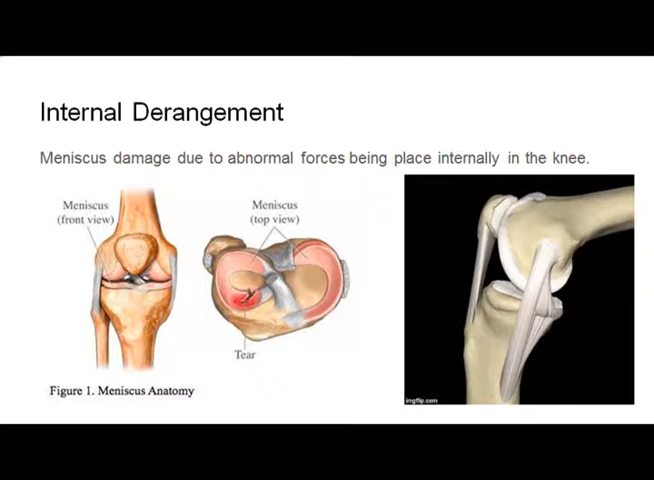 Internal Derangement
Meniscus damage due to abnormal forces being place internally in the knee.
Meniscus
(front view)
Meniscus
(top view)
Tear
Figure 1. Meniscus Anatomy
imgflip.com